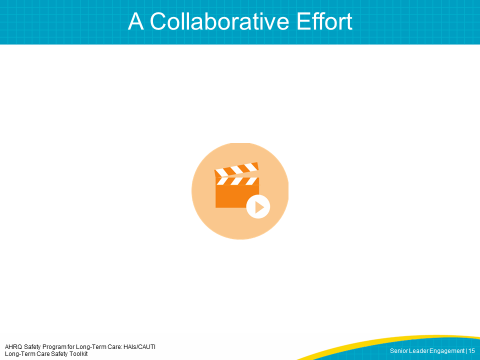 A Collaborative Effort
AHRQ Safety Program for Long-Term Care: HAIs/CAUTI
Long-Term Care Safety Toolkit
Senior Leader Engagement | 15